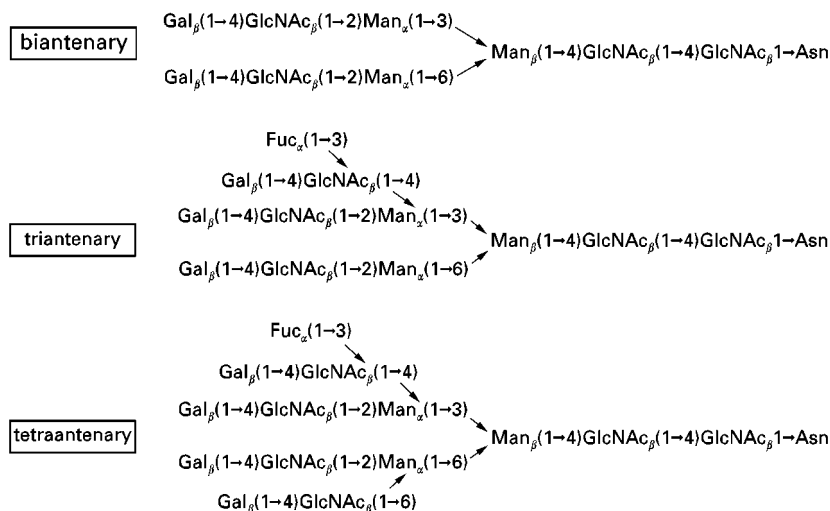 Galβ(1→4)GlcNAcβ(1→2)Manα(1→3)
biantenary
Manβ(1→4)GlcNAcβ(1→4)GlcNAcβ1→Asn
Galβ(1→4)GlcNAcβ(1→2)Manα(1→6)
Fucα(1→3)
Galβ(1→4)GlcNAcβ(1→4)
Galβ(1→4)GlcNAcβ(1→2)Manα(1→3)
triantenary
Manβ(1→4)GlcNAcβ(1→4)GlcNAcβ1→Asn
Galβ(1→4)GlcNAcβ(1→2)Manα(1→6)
Fucα(1→3)
Galβ(1→4)GlcNAcβ(1→4)
Galβ(1→4)GlcNAcβ(1→2)Manα(1→3)
tetraantenary
Manβ(1→4)GlcNAcβ(1→4)GlcNAcβ1→Asn
Galβ(1→4)GlcNAcβ(1→2)Manα(1→6)
Galβ(1→4)GlcNAcβ(1→6)